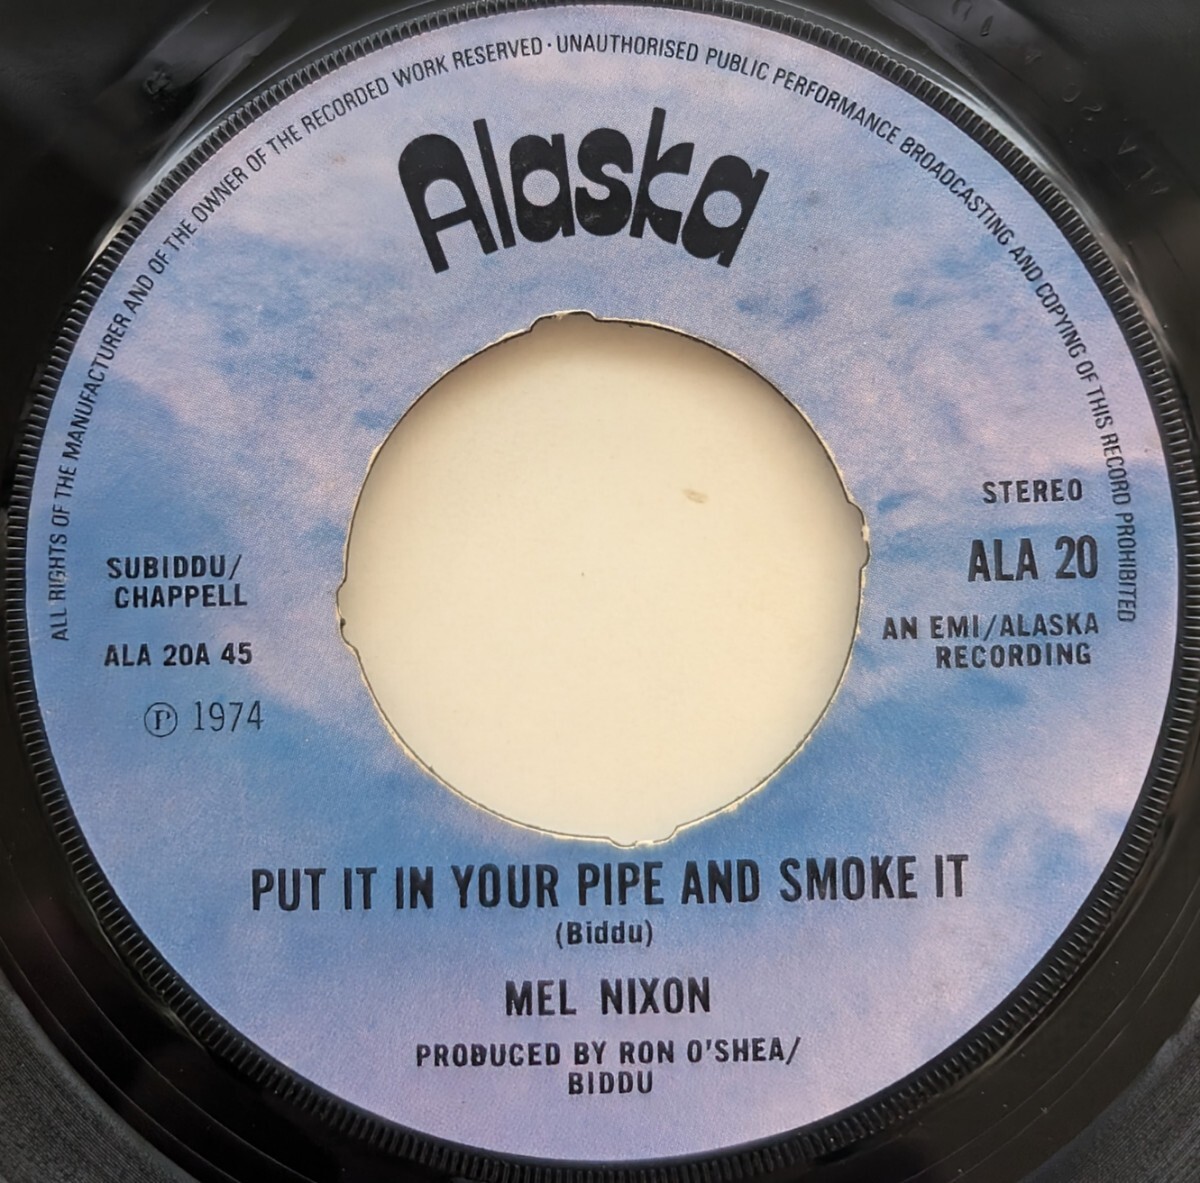 ALL RIGHTS OF THE MANUFACTURER AND OF THE OWNER OF THE RECORDED WORK RESERVED · UNAUTHORISED PUBLIC PERFORMANCE BROADCASTING AND COPYING OF THIS RECORD PROHIBITED
Alaska
STEREO
ALA 20
AN EMI/ALASKA
RECORDING
SUBIDDU/
CHAPPELL
ALA 20A 45
Ⓟ 1974
PUT IT IN YOUR PIPE AND SMOKE IT
(Biddu)
MEL NIXON
PRODUCED BY RON O'SHEA/
BIDDU